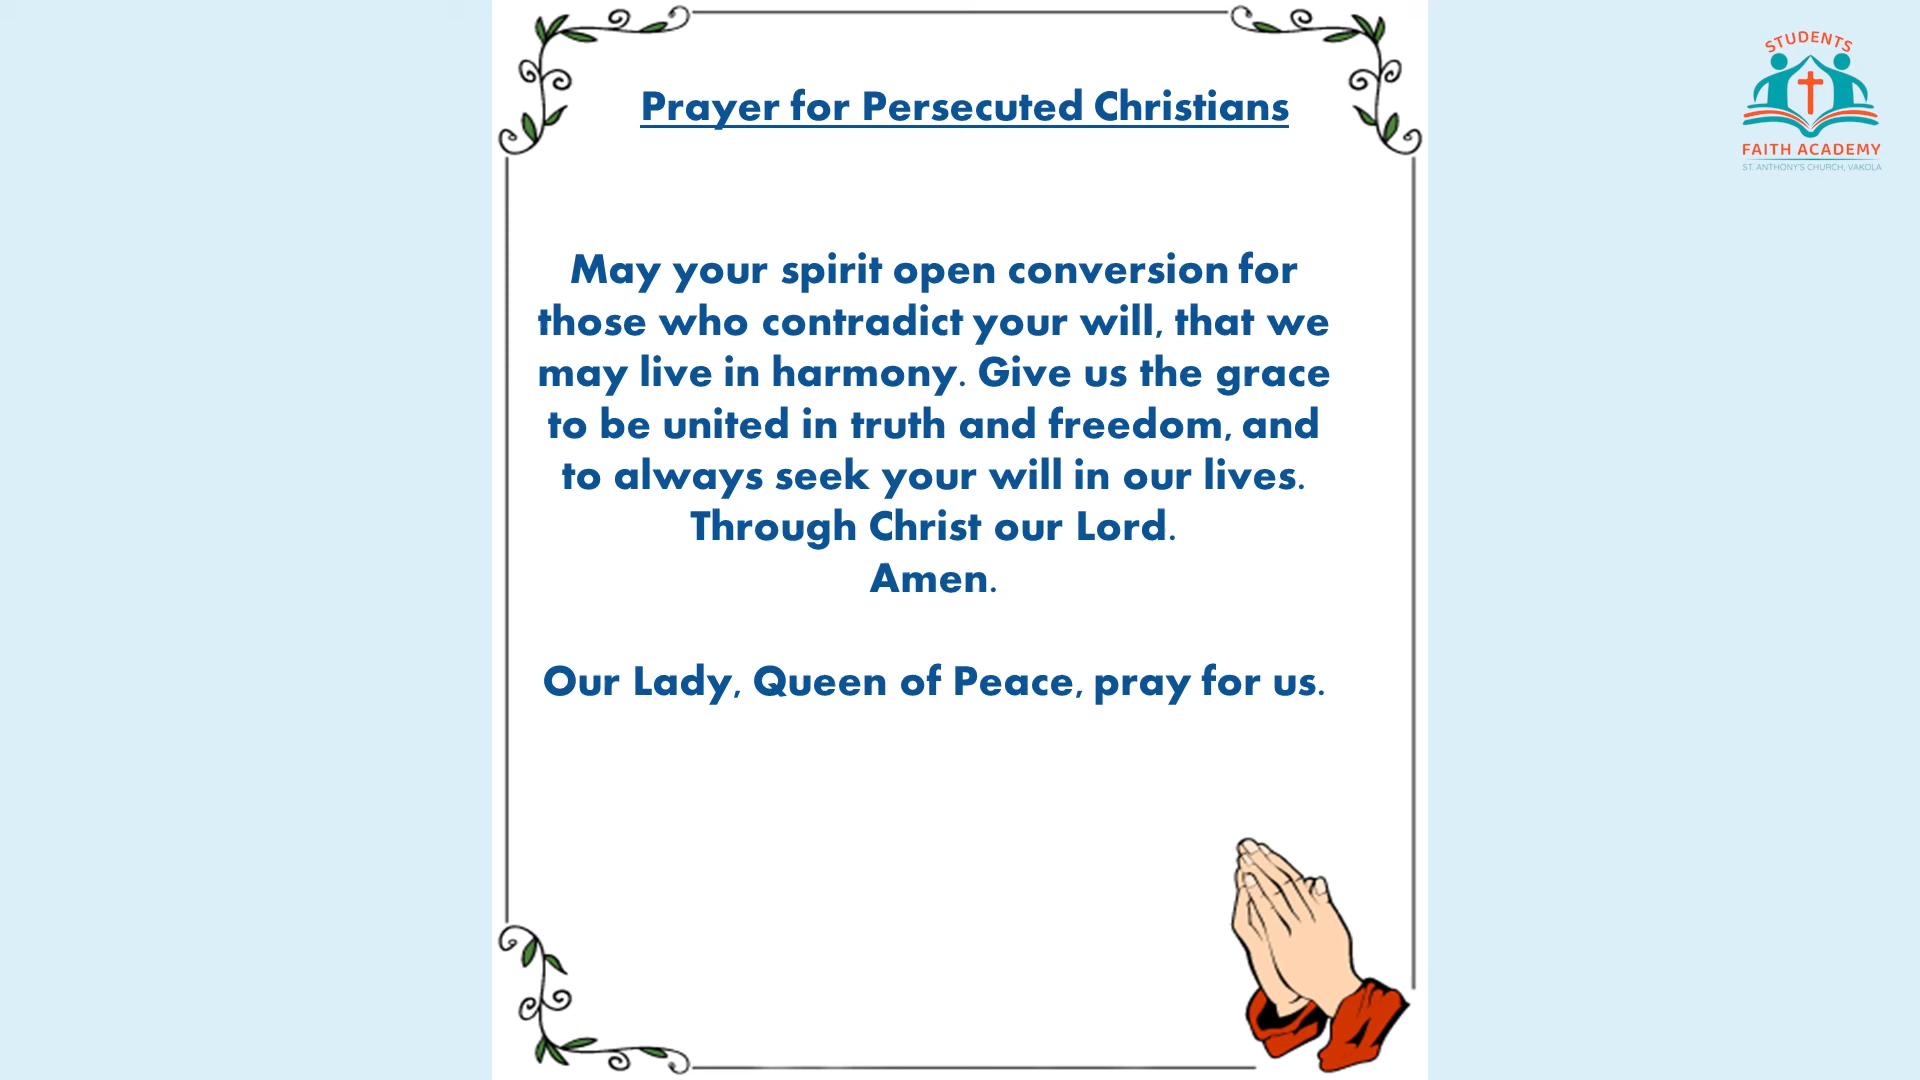 Prayer for Persecuted Christians
May your spirit open conversion for
those who contradict your will, that we
may live in harmony. Give us the grace
to be united in truth and freedom, and
to always seek your will in our lives.
Through Christ our Lord.
Amen.
Our Lady, Queen of Peace, pray for us.
STUDENTS
FAITH ACADEMY
ST. ANTHONY'S CHURCH, VAKOLA